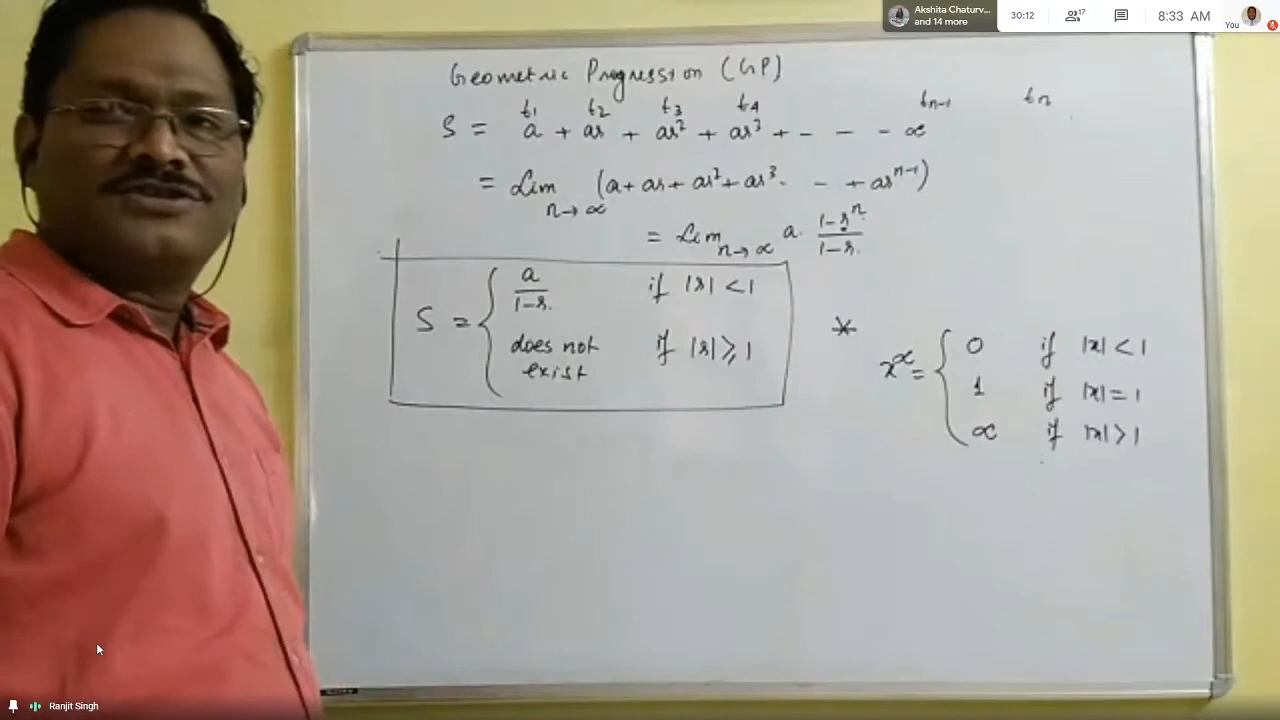 Akshita Chaturv...
and 14 more
30:12
17
8:33 AM
You
Geometric Progression (GP)
t₁ t₂ t₃ t₄ tₙ₋₁ tₙ
S = a + ar + ar² + ar³ + - - - ∞
= Lim n→∞ (a + ar + ar² + ar³ . - + arⁿ⁻¹)
= Lim n→∞ a. (1-rⁿ)/(1-r).
S = { a/(1-r). if |r| < 1
does not exist if |r| ≥ 1
*
x^∞ = { 0 if |x| < 1
1 if |x| = 1
∞ if |x| > 1
Ranjit Singh